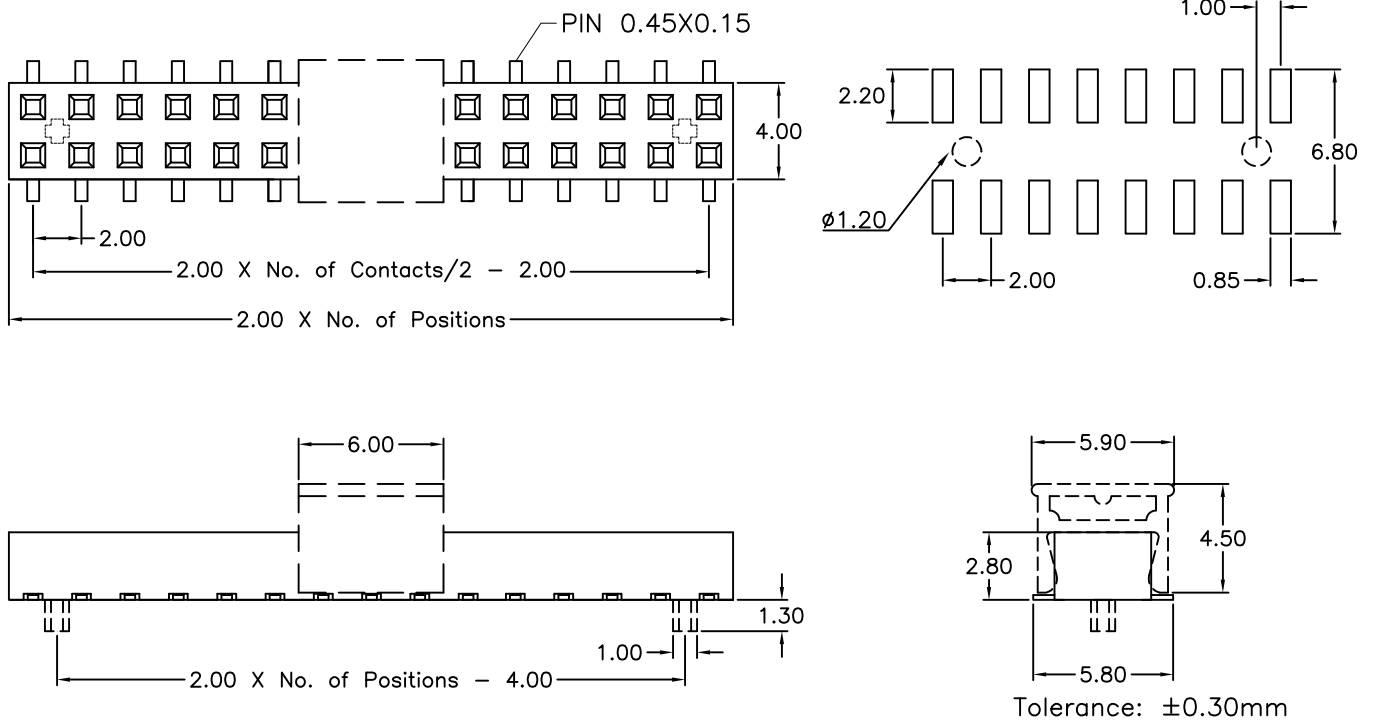 PIN 0.45X0.15
1.00
2.20
4.00
6.80
ø1.20
2.00
2.00 X No. of Contacts/2 - 2.00
2.00
0.85
2.00 X No. of Positions
6.00
5.90
4.50
2.80
1.30
1.00
2.00 X No. of Positions - 4.00
5.80
Tolerance: ±0.30mm